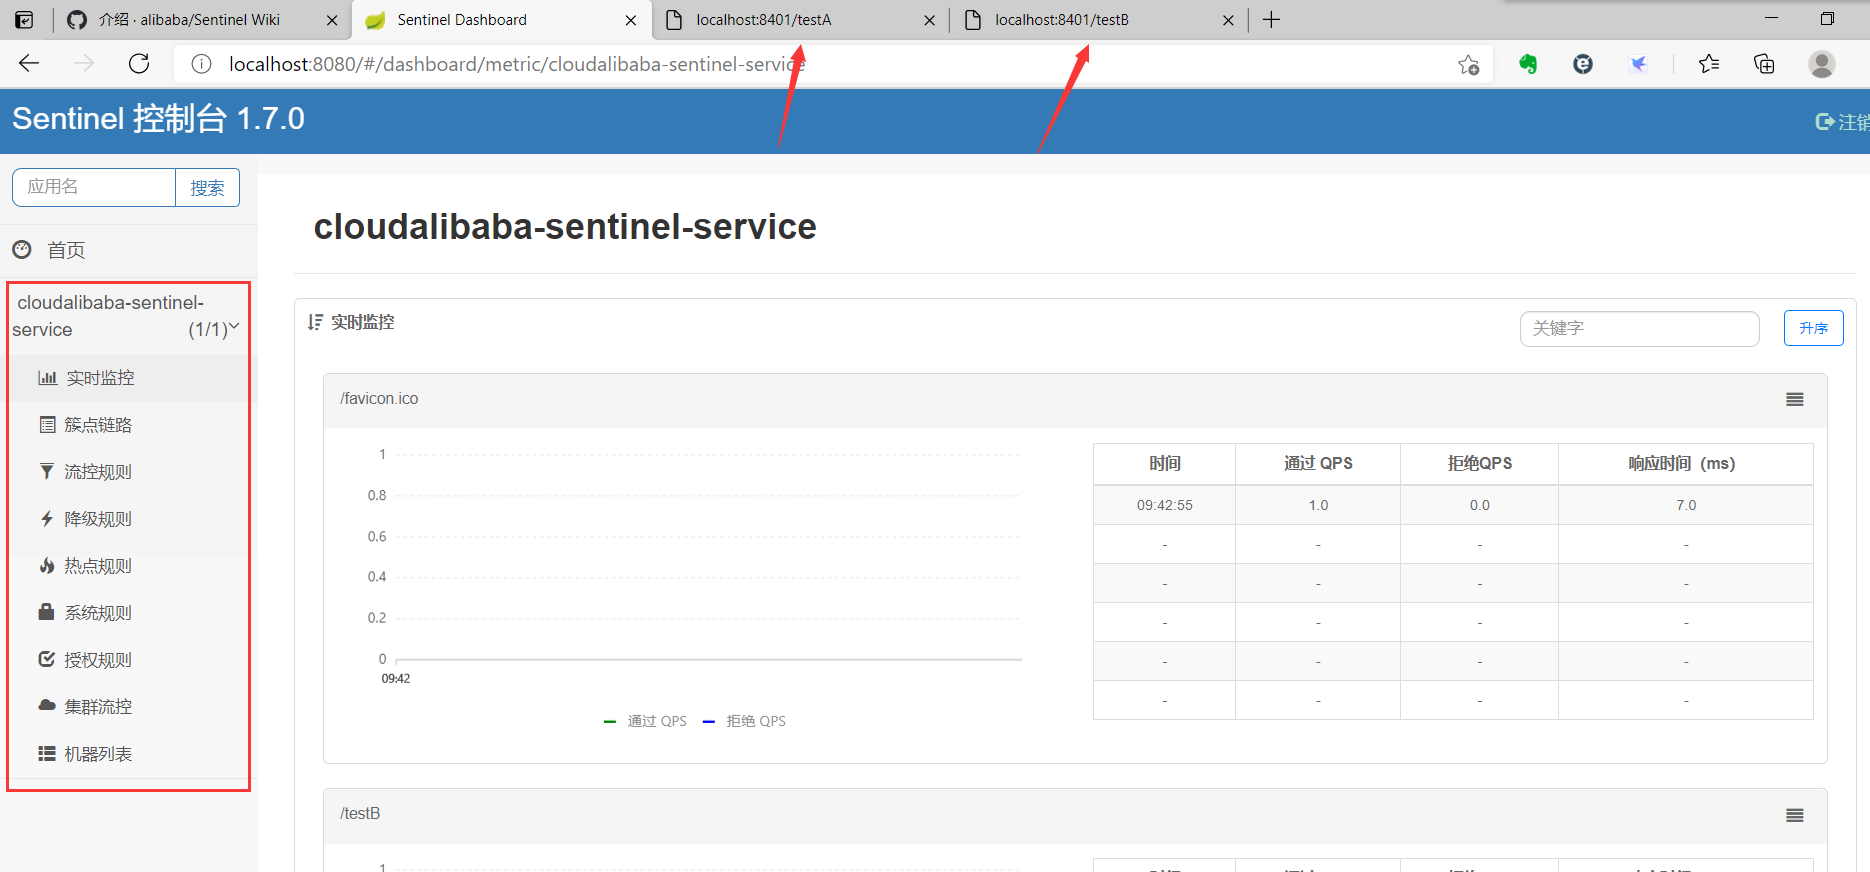 介绍 · alibaba/Sentinel Wiki
Sentinel Dashboard
localhost:8401/testA
localhost:8401/testB
localhost:8080/#/dashboard/metric/cloudalibaba-sentinel-service
Sentinel 控制台 1.7.0
注销
应用名
搜索
首页
cloudalibaba-sentinel-
service (1/1)
实时监控
簇点链路
流控规则
降级规则
热点规则
系统规则
授权规则
集群流控
机器列表
cloudalibaba-sentinel-service
实时监控
关键字
升序
/favicon.ico
1
0.8
0.6
0.4
0.2
0
09:42
通过 QPS 拒绝 QPS
时间 通过 QPS 拒绝QPS 响应时间（ms）
09:42:55 1.0 0.0 7.0
- - - -
- - - -
- - - -
- - - -
- - - -
/testB
1